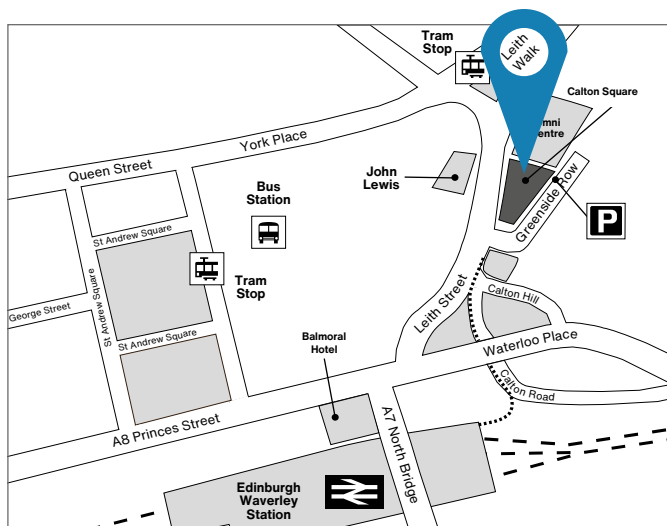 Tram
Stop
Leith
Walk
Calton Square
Omni
Centre
York Place
Queen Street
John
Lewis
Bus
Station
Greenside Row
P
St Andrew Square
Tram
Stop
St Andrew Square
George Street
St Andrew Square
Leith Street
Calton Hill
Waterloo Place
Balmoral
Hotel
Calton Road
A8 Princes Street
A7 North Bridge
Edinburgh
Waverley
Station